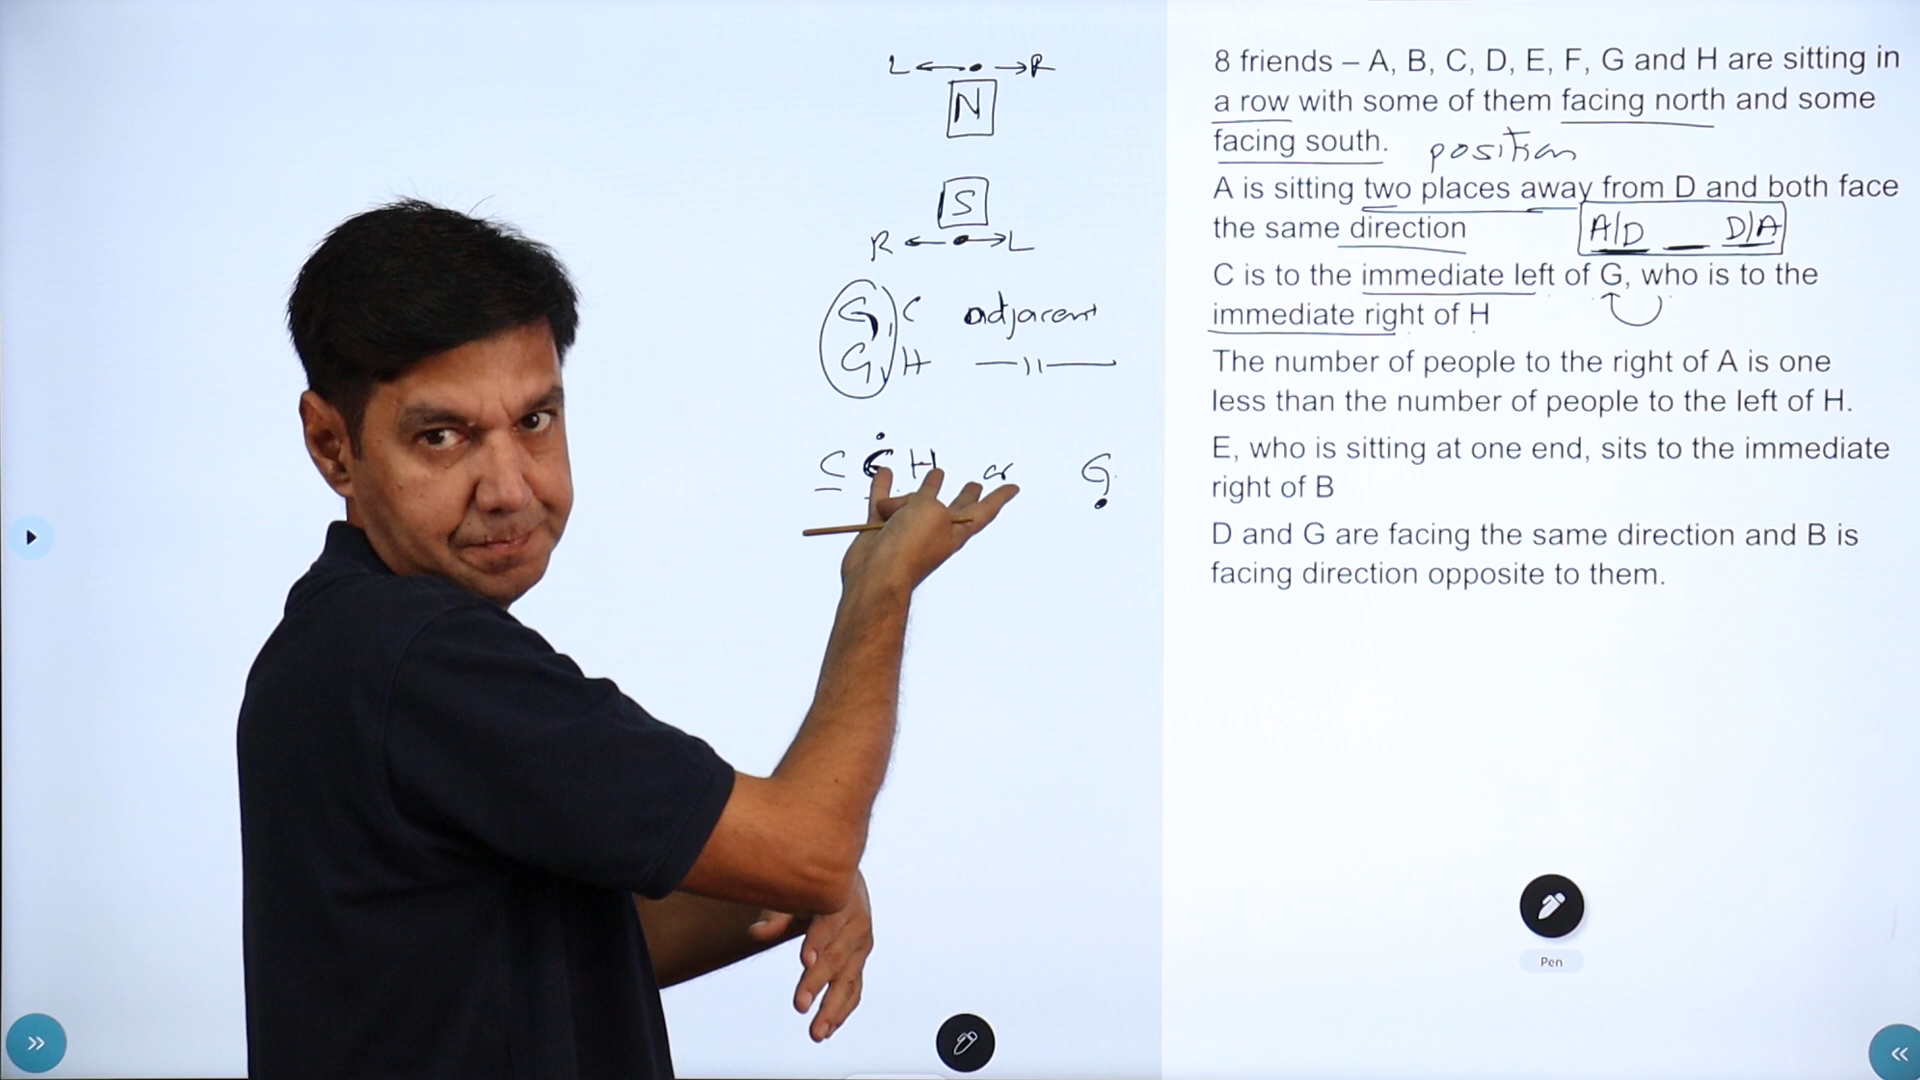 L R
N
S
R L
G, C adjacent
G, H — 11 —
C G H or G
8 friends – A, B, C, D, E, F, G and H are sitting in
a row with some of them facing north and some
facing south. position
A is sitting two places away from D and both face
the same direction A/D __ D/A
C is to the immediate left of G, who is to the
immediate right of H
The number of people to the right of A is one
less than the number of people to the left of H.
E, who is sitting at one end, sits to the immediate
right of B
D and G are facing the same direction and B is
facing direction opposite to them.
Pen